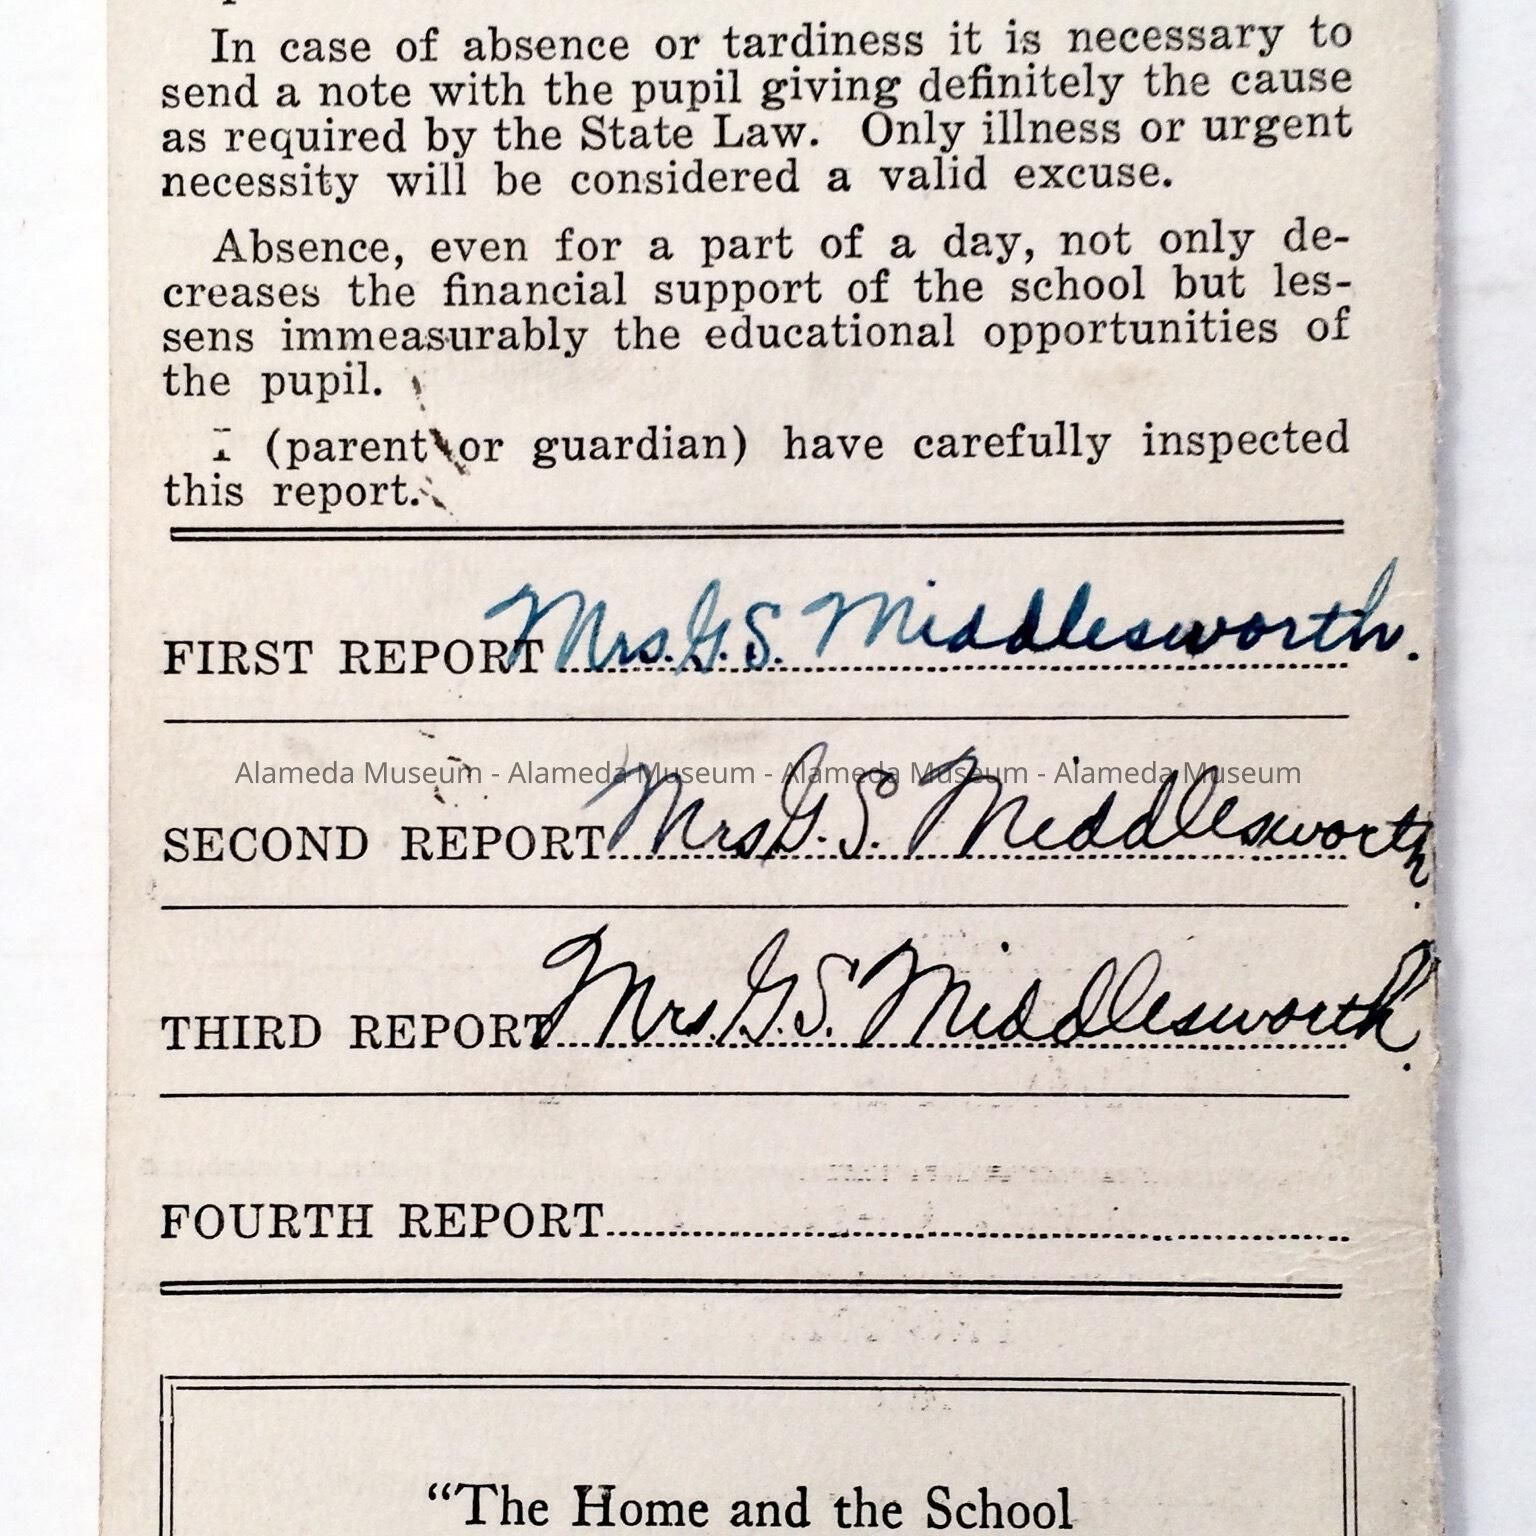 In case of absence or tardiness it is necessary to
send a note with the pupil giving definitely the cause
as required by the State Law. Only illness or urgent
necessity will be considered a valid excuse.
Absence, even for a part of a day, not only de-
creases the financial support of the school but les-
sens immeasurably the educational opportunities of
the pupil.
I (parent or guardian) have carefully inspected
this report.
FIRST REPORT Mrs. G. S. Middlesworth.
Alameda Museum - Alameda Museum - Alameda Museum - Alameda Museum
SECOND REPORT Mrs G. S. Middlesworth.
THIRD REPORT Mrs. G. S. Middlesworth.
FOURTH REPORT
“The Home and the School